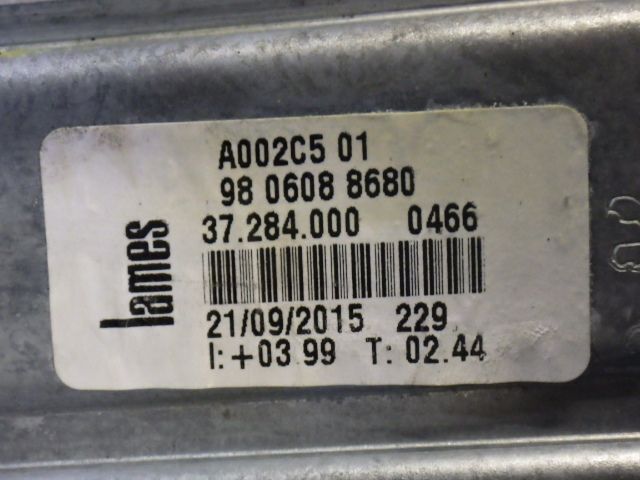 A002C5 01
98 0608 8680
37.284.000 0466
lames
21/09/2015 229
I:+03.99 T: 02.44